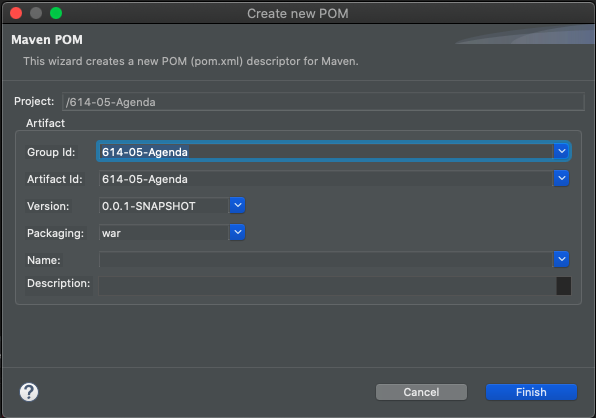 Create new POM
Maven POM
This wizard creates a new POM (pom.xml) descriptor for Maven.
Project: /614-05-Agenda
Artifact
Group Id: 614-05-Agenda
Artifact Id: 614-05-Agenda
Version: 0.0.1-SNAPSHOT
Packaging: war
Name:
Description:
? Cancel Finish